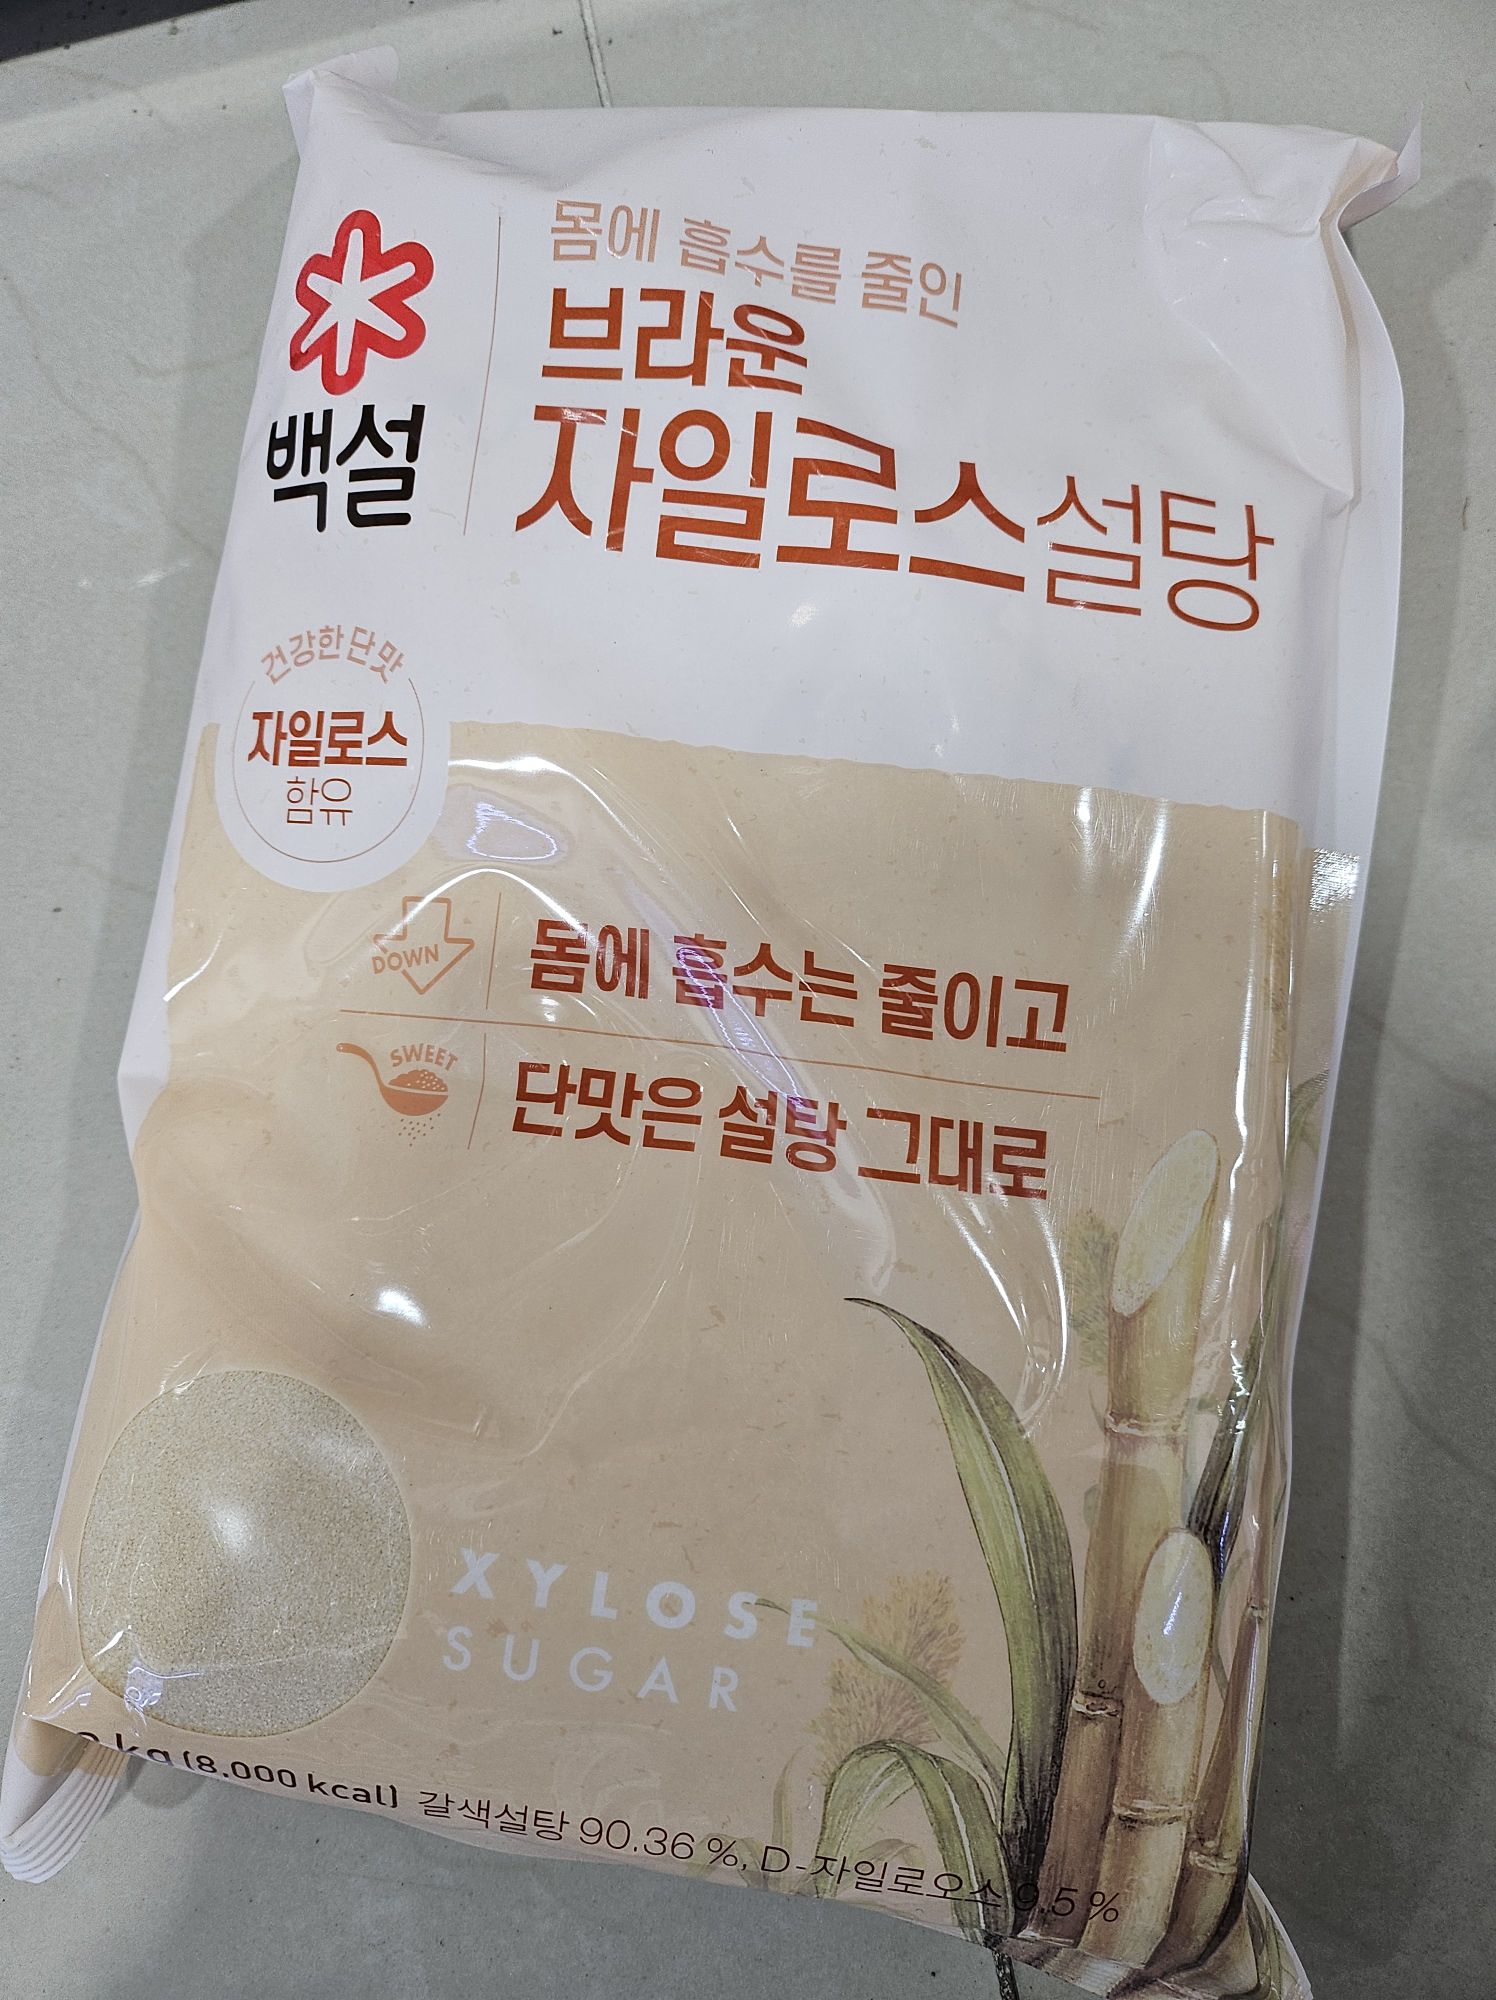 몸에 흡수를 줄인
브라운
자일로스설탕
백설
건강한단맛
자일로스
함유
DOWN
몸에 흡수는 줄이고
SWEET
단맛은 설탕 그대로
XYLOSE
SUGAR
kg (8,000 kcal) 갈색설탕 90.36 %, D-자일로오스 9.5 %